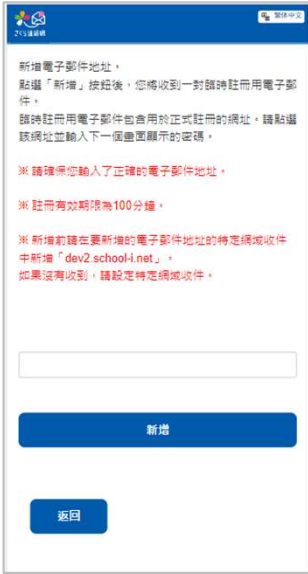 さくら連絡網
繁体中文
新增電子郵件地址。
點選「新增」按鈕後，您將收到一封臨時註冊用電子郵
件。
臨時註冊用電子郵件包含用於正式註冊的網址。請點選
該網址並輸入下一個畫面顯示的密碼。
※ 請確保您輸入了正確的電子郵件地址。
※ 註冊有效期限為100分鐘。
※ 新增前請在要新增的電子郵件地址的特定網域收件
中新增「dev2.school-i.net」。
如果沒有收到，請設定特定網域收件。
新增
返回